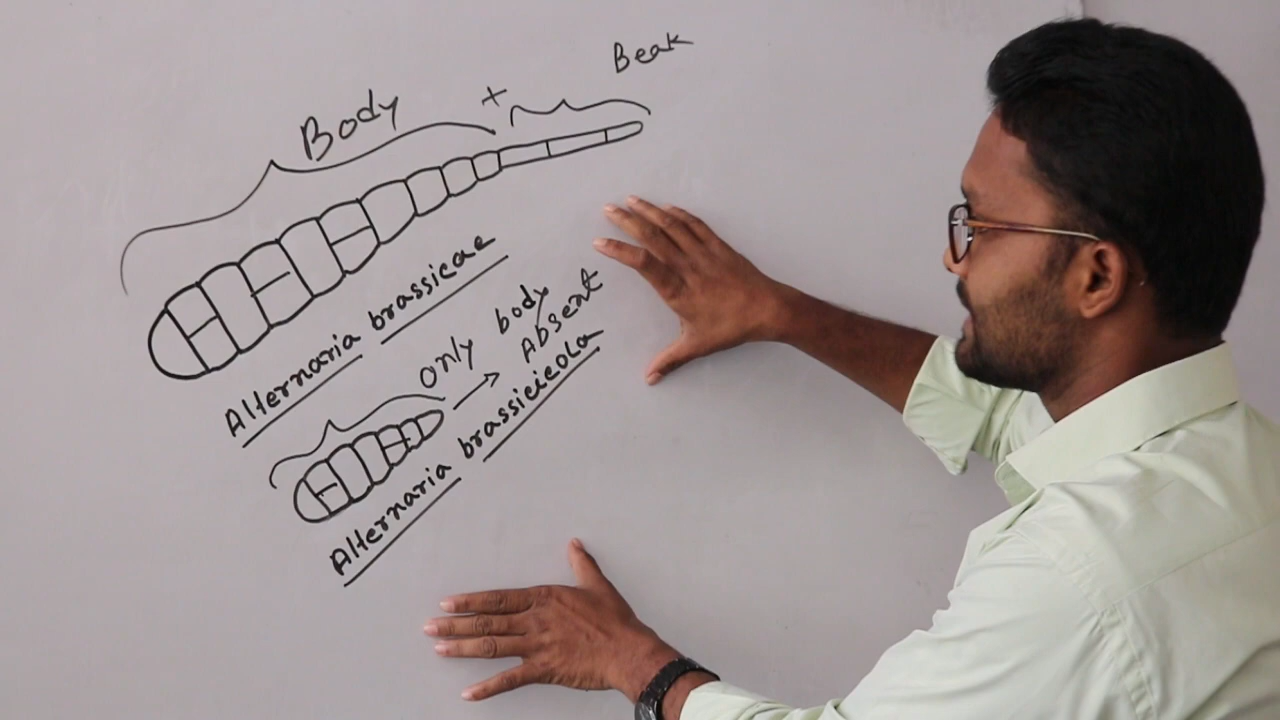 Beak
Body +
Alternaria brassicae
only body
Absent
Alternaria brassicicola